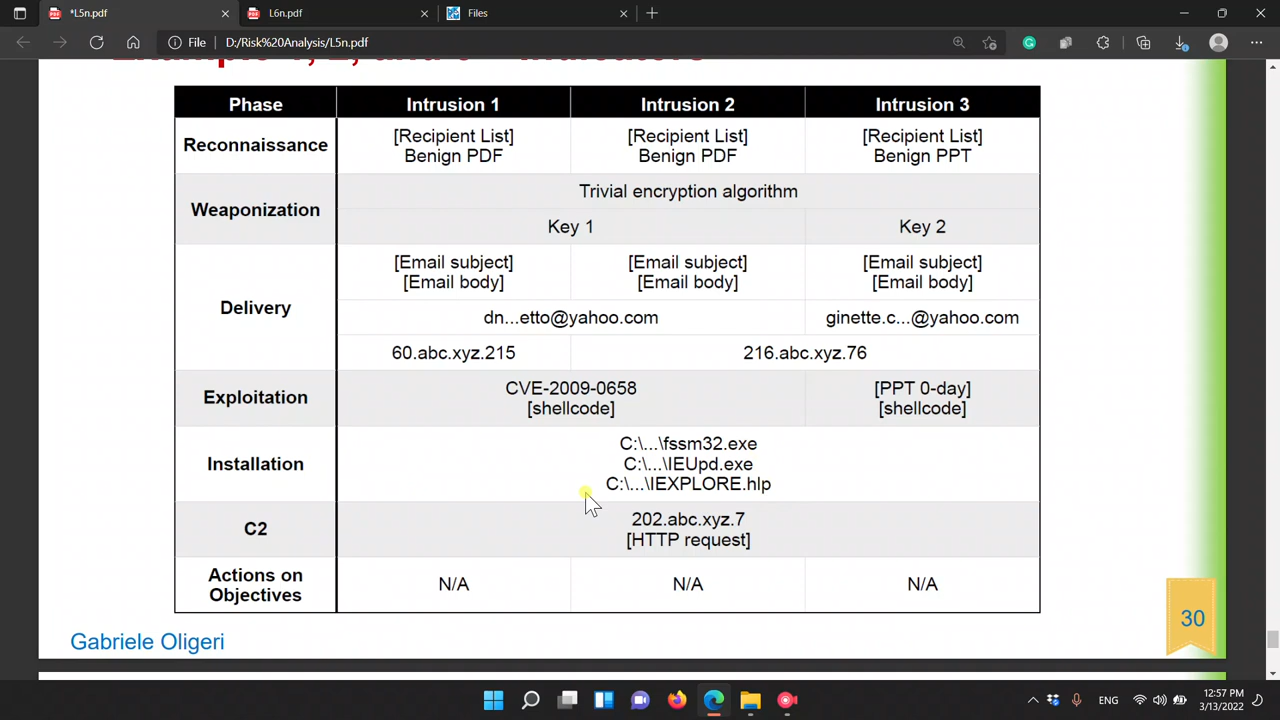 *L5n.pdf
L6n.pdf
Files
File
D:/Risk%20Analysis/L5n.pdf
Phase
Intrusion 1
Intrusion 2
Intrusion 3
Reconnaissance
[Recipient List]
Benign PDF
[Recipient List]
Benign PDF
[Recipient List]
Benign PPT
Weaponization
Trivial encryption algorithm
Key 1
Key 2
Delivery
[Email subject]
[Email body]
[Email subject]
[Email body]
[Email subject]
[Email body]
dn...etto@yahoo.com
ginette.c...@yahoo.com
60.abc.xyz.215
216.abc.xyz.76
Exploitation
CVE-2009-0658
[shellcode]
[PPT 0-day]
[shellcode]
Installation
C:\...\fssm32.exe
C:\...\IEUpd.exe
C:\...\IEXPLORE.hlp
C2
202.abc.xyz.7
[HTTP request]
Actions on
Objectives
N/A
N/A
N/A
30
Gabriele Oligeri
ENG
12:57 PM
3/13/2022